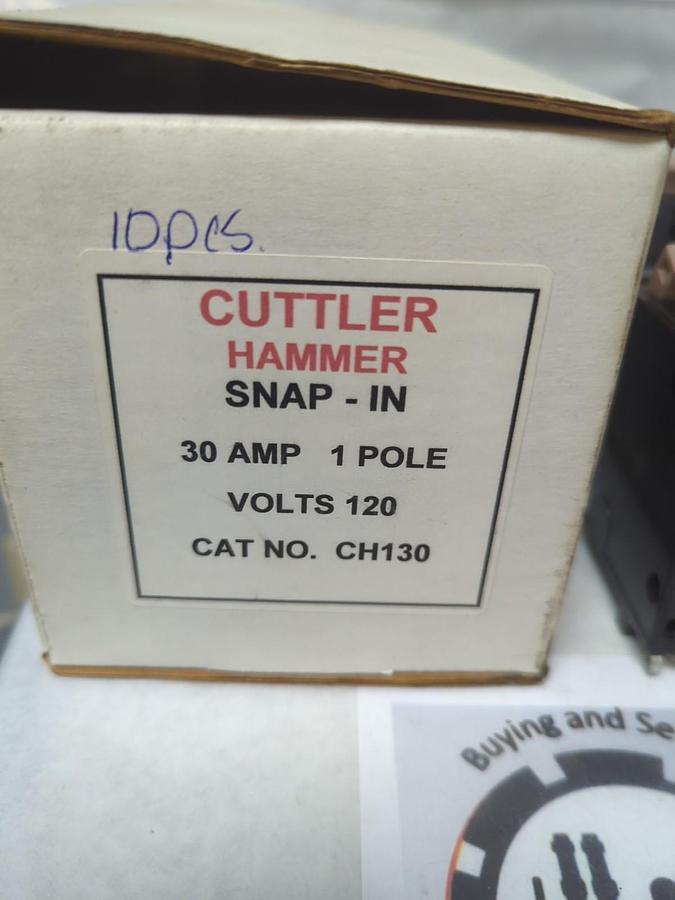 10pcs.
CUTTLER
HAMMER
SNAP - IN
30 AMP 1 POLE
VOLTS 120
CAT NO. CH130
Buying and Se